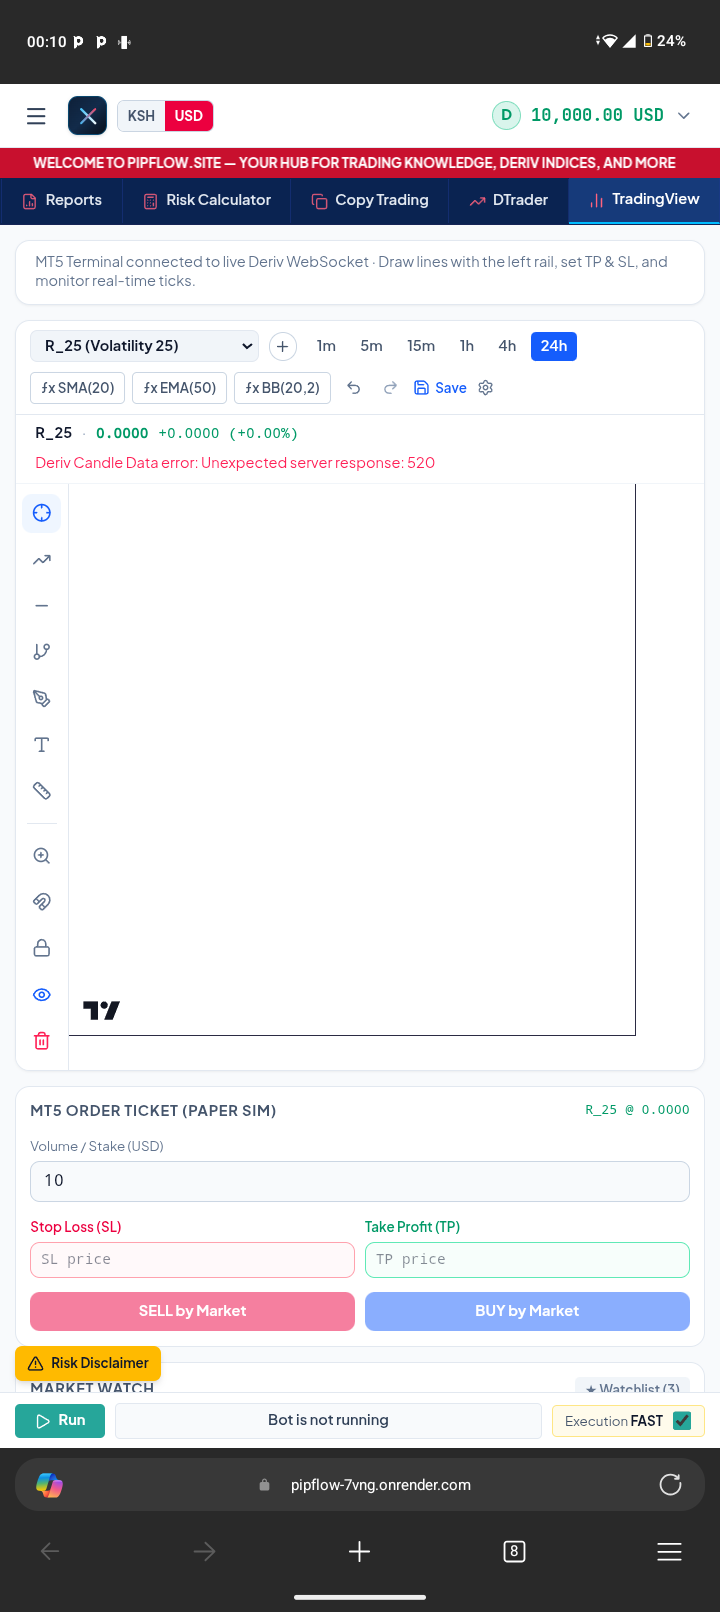 00:10
24%
KSH USD
D 10,000.00 USD
WELCOME TO PIPFLOW.SITE — YOUR HUB FOR TRADING KNOWLEDGE, DERIV INDICES, AND MORE
Reports Risk Calculator Copy Trading DTrader TradingView
MT5 Terminal connected to live Deriv WebSocket · Draw lines with the left rail, set TP & SL, and
monitor real-time ticks.
R_25 (Volatility 25) 1m 5m 15m 1h 4h 24h
ƒx SMA(20) ƒx EMA(50) ƒx BB(20,2) Save
R_25 · 0.0000 +0.0000 (+0.00%)
Deriv Candle Data error: Unexpected server response: 520
MT5 ORDER TICKET (PAPER SIM) R_25 @ 0.0000
Volume / Stake (USD)
10
Stop Loss (SL) Take Profit (TP)
SL price TP price
SELL by Market BUY by Market
Risk Disclaimer
MARKET WATCH ★ Watchlist (3)
Run Bot is not running Execution FAST
pipflow-7vng.onrender.com
8